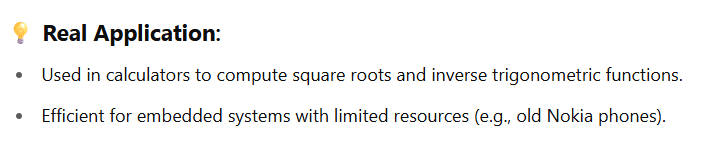 💡 Real Application:
• Used in calculators to compute square roots and inverse trigonometric functions.
• Efficient for embedded systems with limited resources (e.g., old Nokia phones).